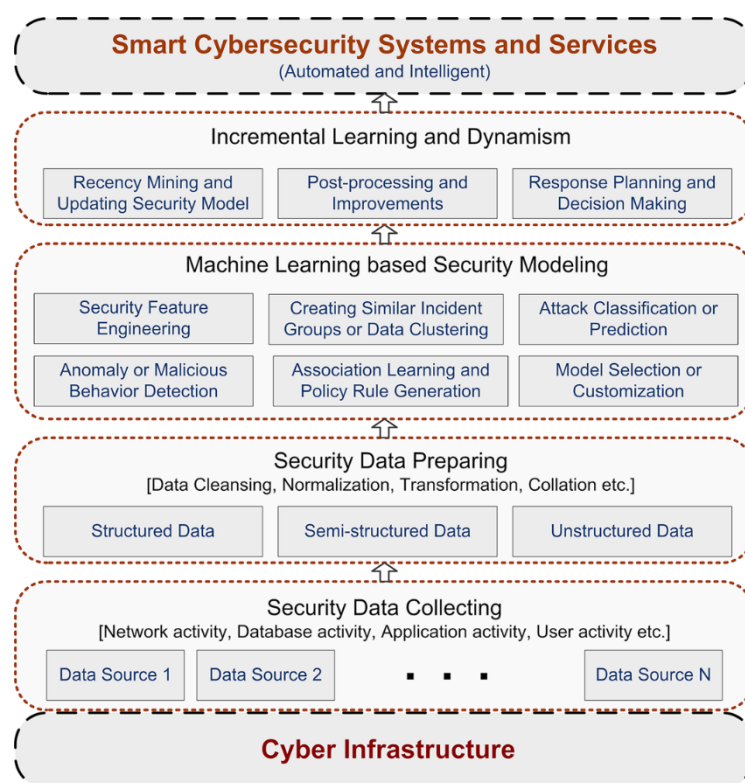 Smart Cybersecurity Systems and Services
(Automated and Intelligent)
Incremental Learning and Dynamism
Recency Mining and
Updating Security Model
Post-processing and
Improvements
Response Planning and
Decision Making
Machine Learning based Security Modeling
Security Feature
Engineering
Creating Similar Incident
Groups or Data Clustering
Attack Classification or
Prediction
Anomaly or Malicious
Behavior Detection
Association Learning and
Policy Rule Generation
Model Selection or
Customization
Security Data Preparing
[Data Cleansing, Normalization, Transformation, Collation etc.]
Structured Data
Semi-structured Data
Unstructured Data
Security Data Collecting
[Network activity, Database activity, Application activity, User activity etc.]
Data Source 1
Data Source 2
. . .
Data Source N
Cyber Infrastructure